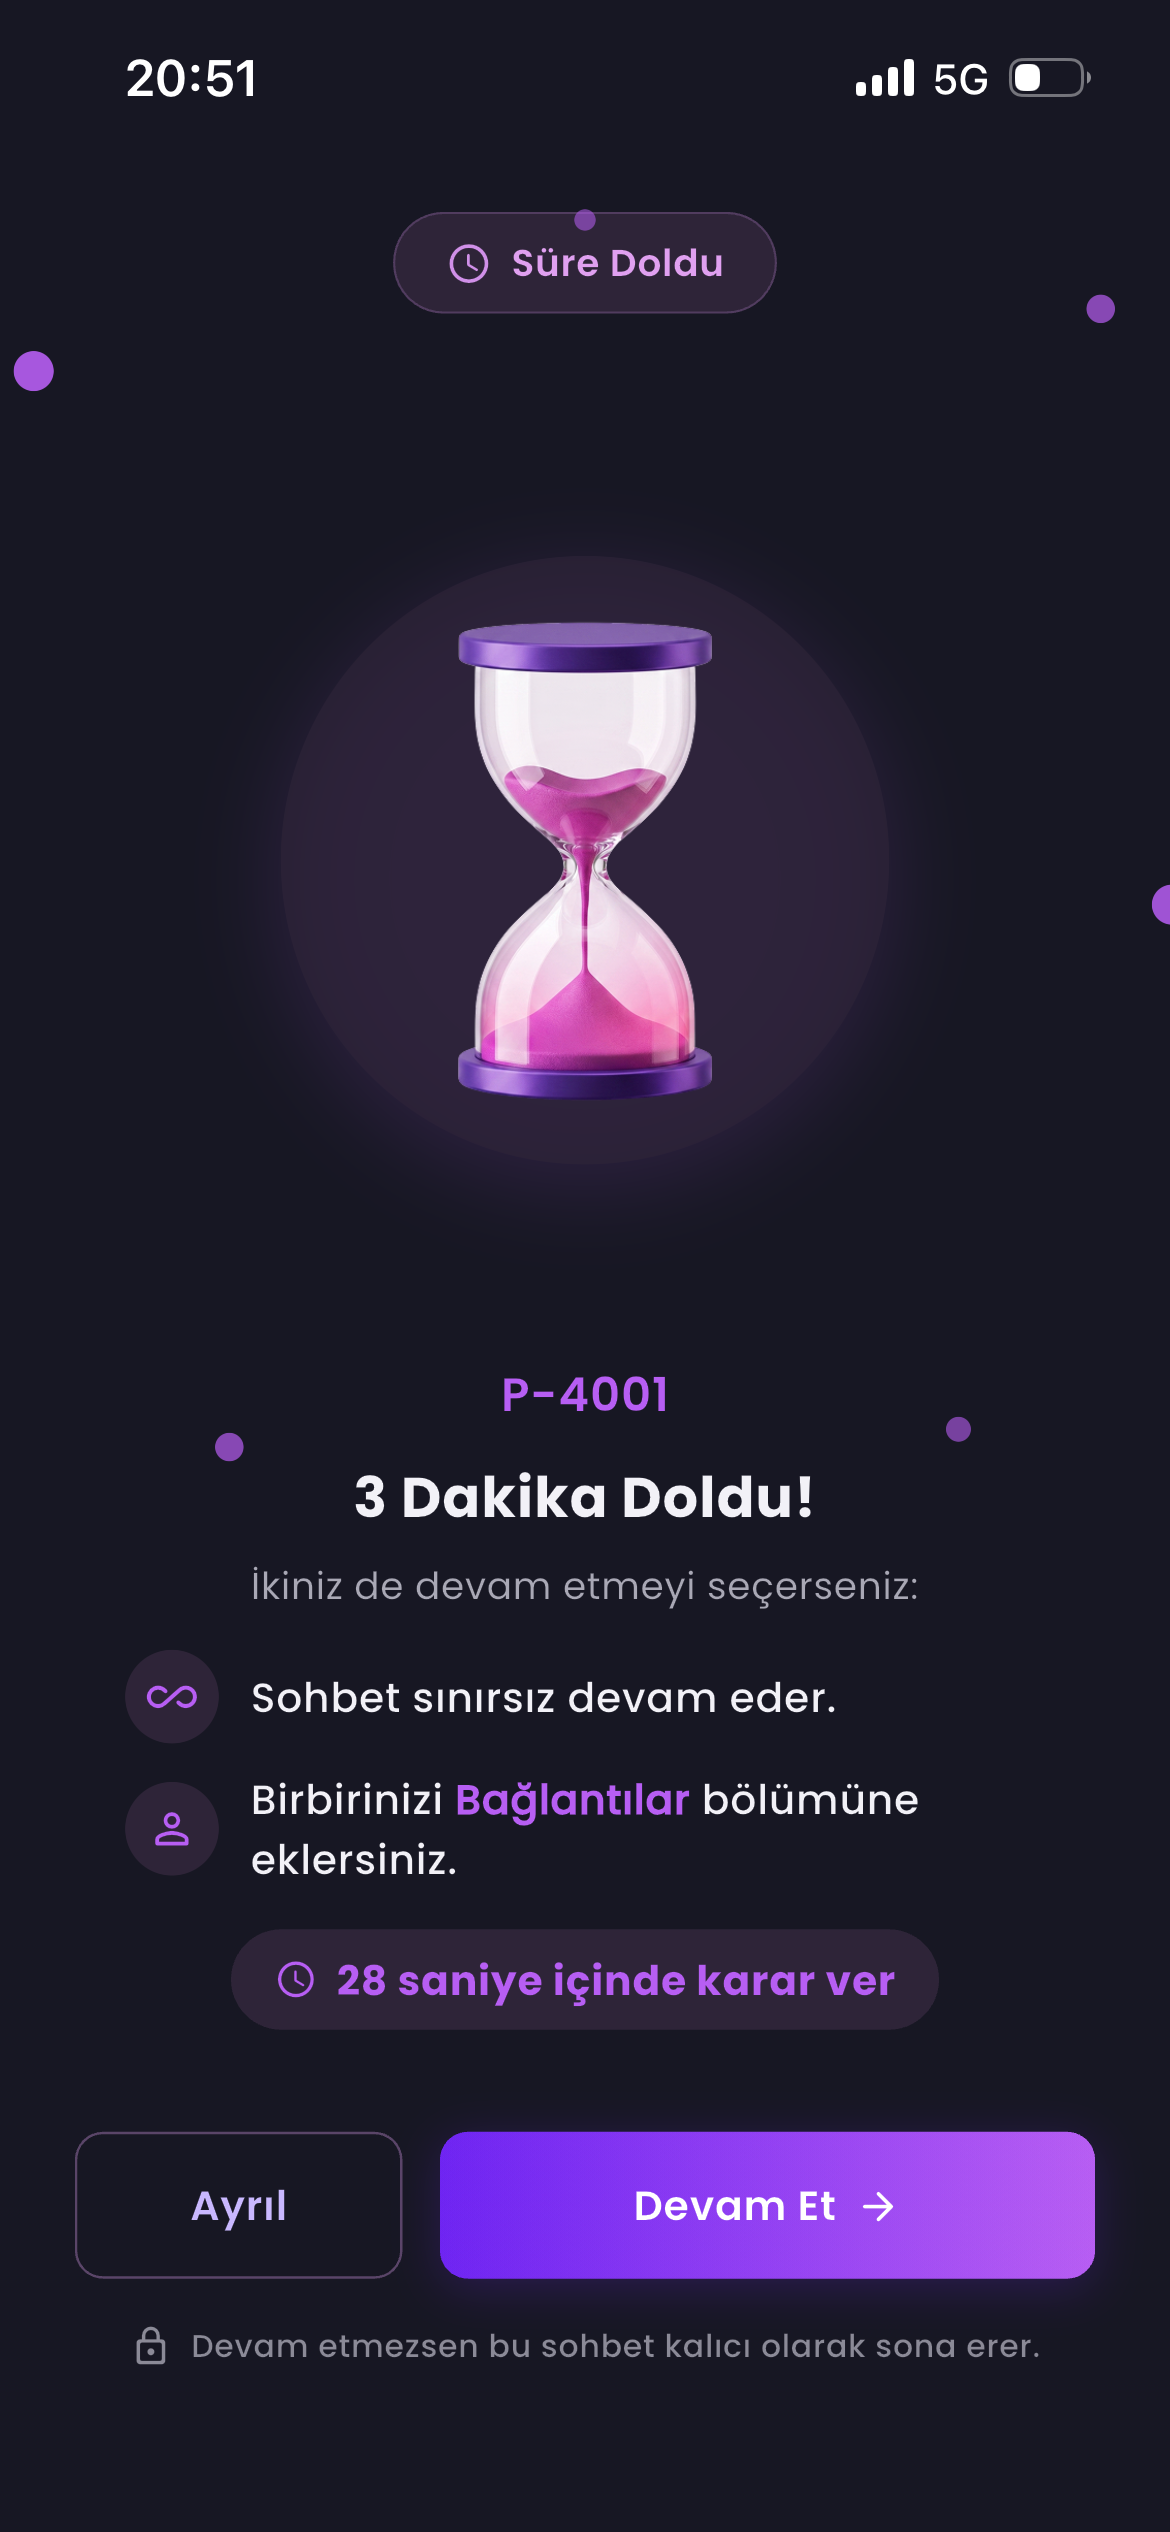 20:51
5G
Süre Doldu
P-4001
3 Dakika Doldu!
İkiniz de devam etmeyi seçerseniz:
Sohbet sınırsız devam eder.
Birbirinizi Bağlantılar bölümüne
eklersiniz.
28 saniye içinde karar ver
Ayrıl
Devam Et
Devam etmezsen bu sohbet kalıcı olarak sona erer.